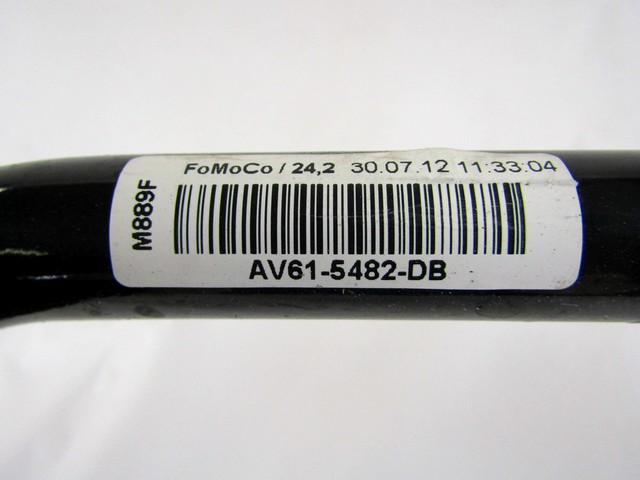 FoMoCo / 24,2 30.07.12 11:33:04
M889F
AV61-5482-DB